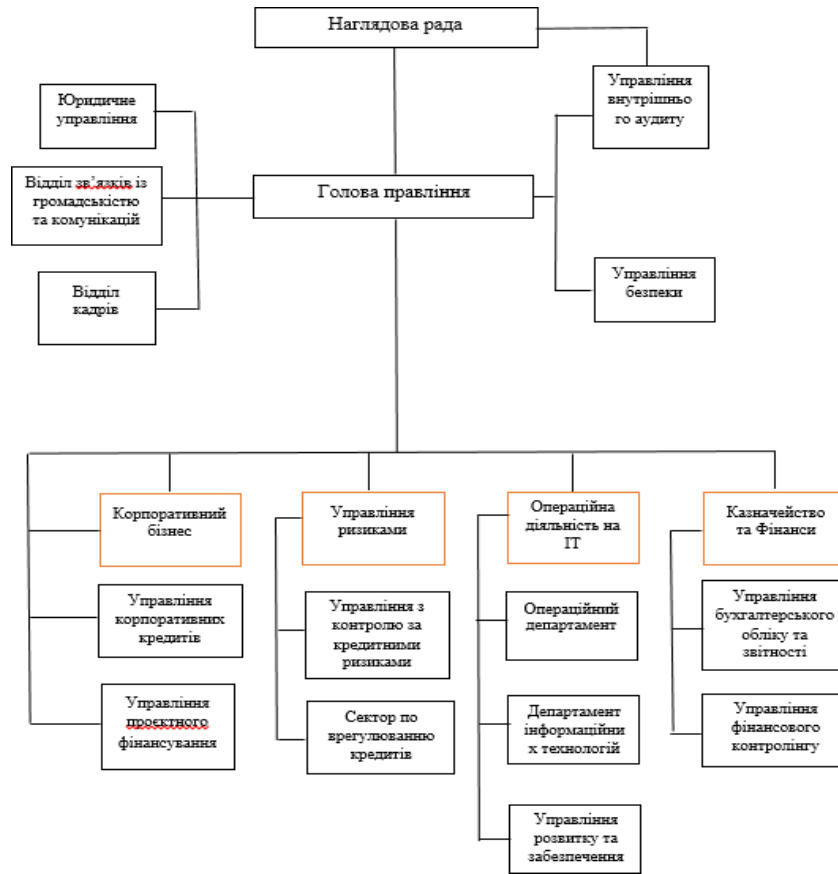 Наглядова рада
Управління
внутрішньо
го аудиту
Юридичне
управління
Відділ зв’язків із
громадськістю
та комунікацій
Голова правління
Відділ
кадрів
Управління
безпеки
Корпоративний
бізнес
Управління
ризиками
Операційна
діяльність на
ІТ
Казначейство
та Фінанси
Управління
корпоративних
кредитів
Управління з
контролю за
кредитними
ризиками
Операційний
департамент
Управління
бухгалтерського
обліку та
звітності
Управління
проєктного
фінансування
Сектор по
врегулюванню
кредитів
Департамент
інформаційни
х технологій
Управління
фінансового
контролінгу
Управління
розвитку та
забезпечення